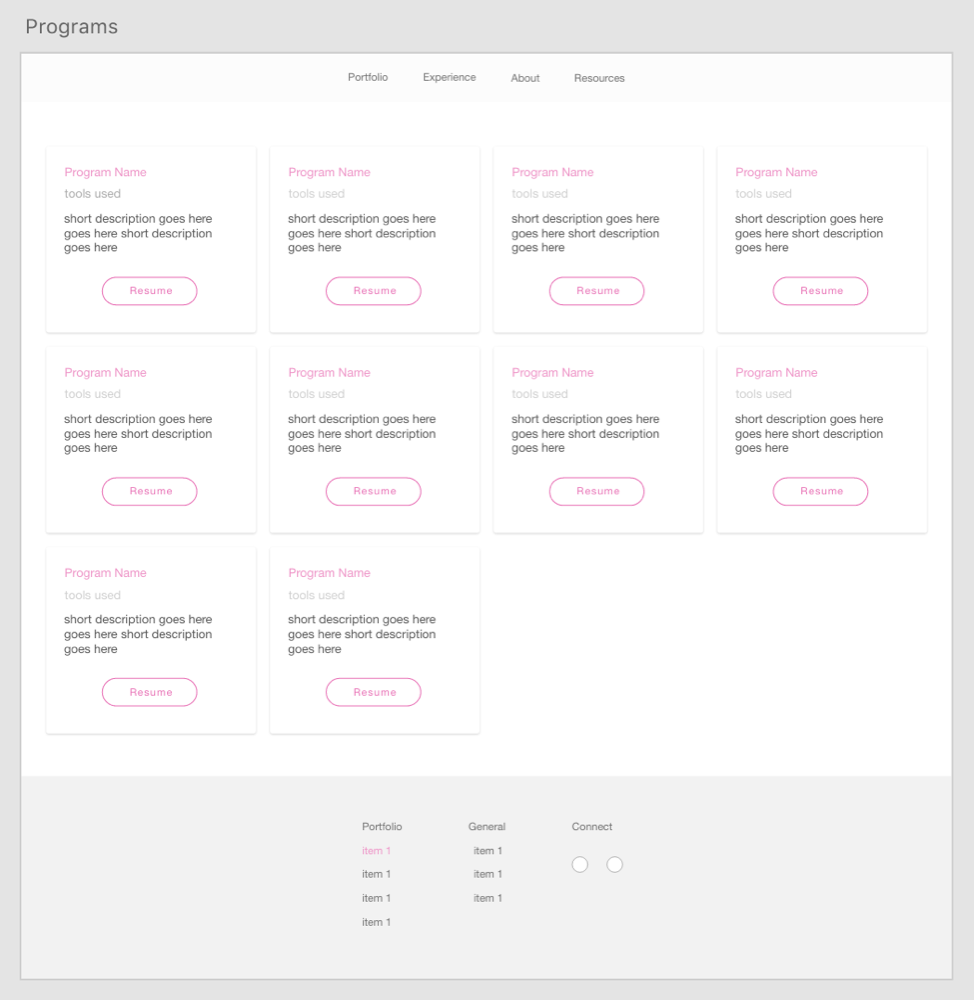 Programs
Portfolio Experience About Resources
Program Name
tools used
short description goes here
goes here short description
goes here
Resume
Program Name
tools used
short description goes here
goes here short description
goes here
Resume
Program Name
tools used
short description goes here
goes here short description
goes here
Resume
Program Name
tools used
short description goes here
goes here short description
goes here
Resume
Program Name
tools used
short description goes here
goes here short description
goes here
Resume
Program Name
tools used
short description goes here
goes here short description
goes here
Resume
Program Name
tools used
short description goes here
goes here short description
goes here
Resume
Program Name
tools used
short description goes here
goes here short description
goes here
Resume
Program Name
tools used
short description goes here
goes here short description
goes here
Resume
Program Name
tools used
short description goes here
goes here short description
goes here
Resume
Portfolio
item 1
item 1
item 1
item 1
General
item 1
item 1
item 1
Connect